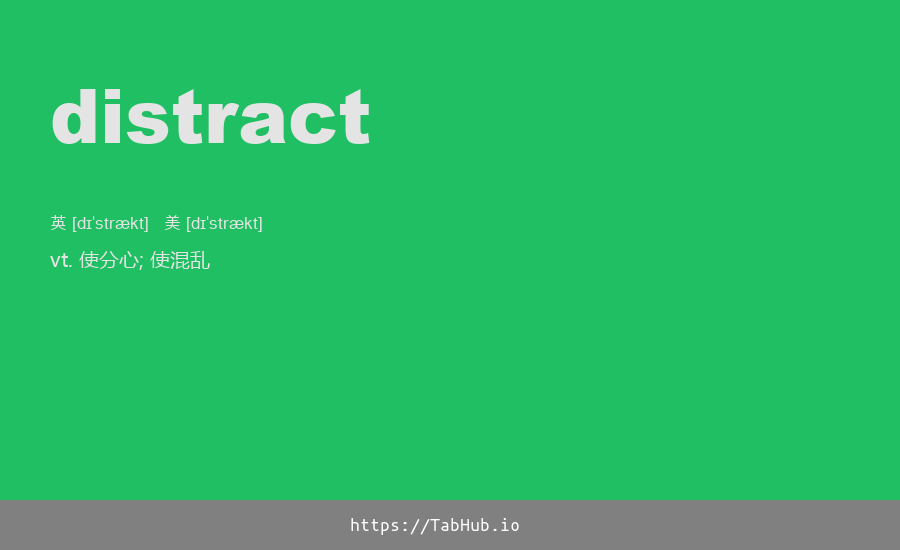 distract
英 [dɪˈstrækt] 美 [dɪˈstrækt]
vt. 使分心; 使混乱
https://TabHub.io